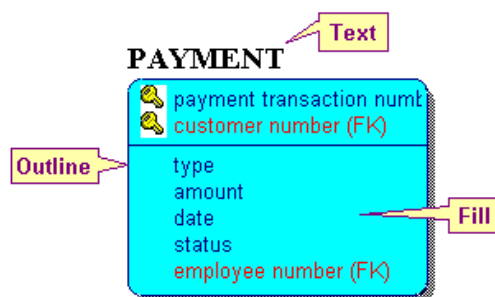 Text
PAYMENT
payment transaction numb
customer number (FK)
Outline
type
amount
date
Fill
status
employee number (FK)